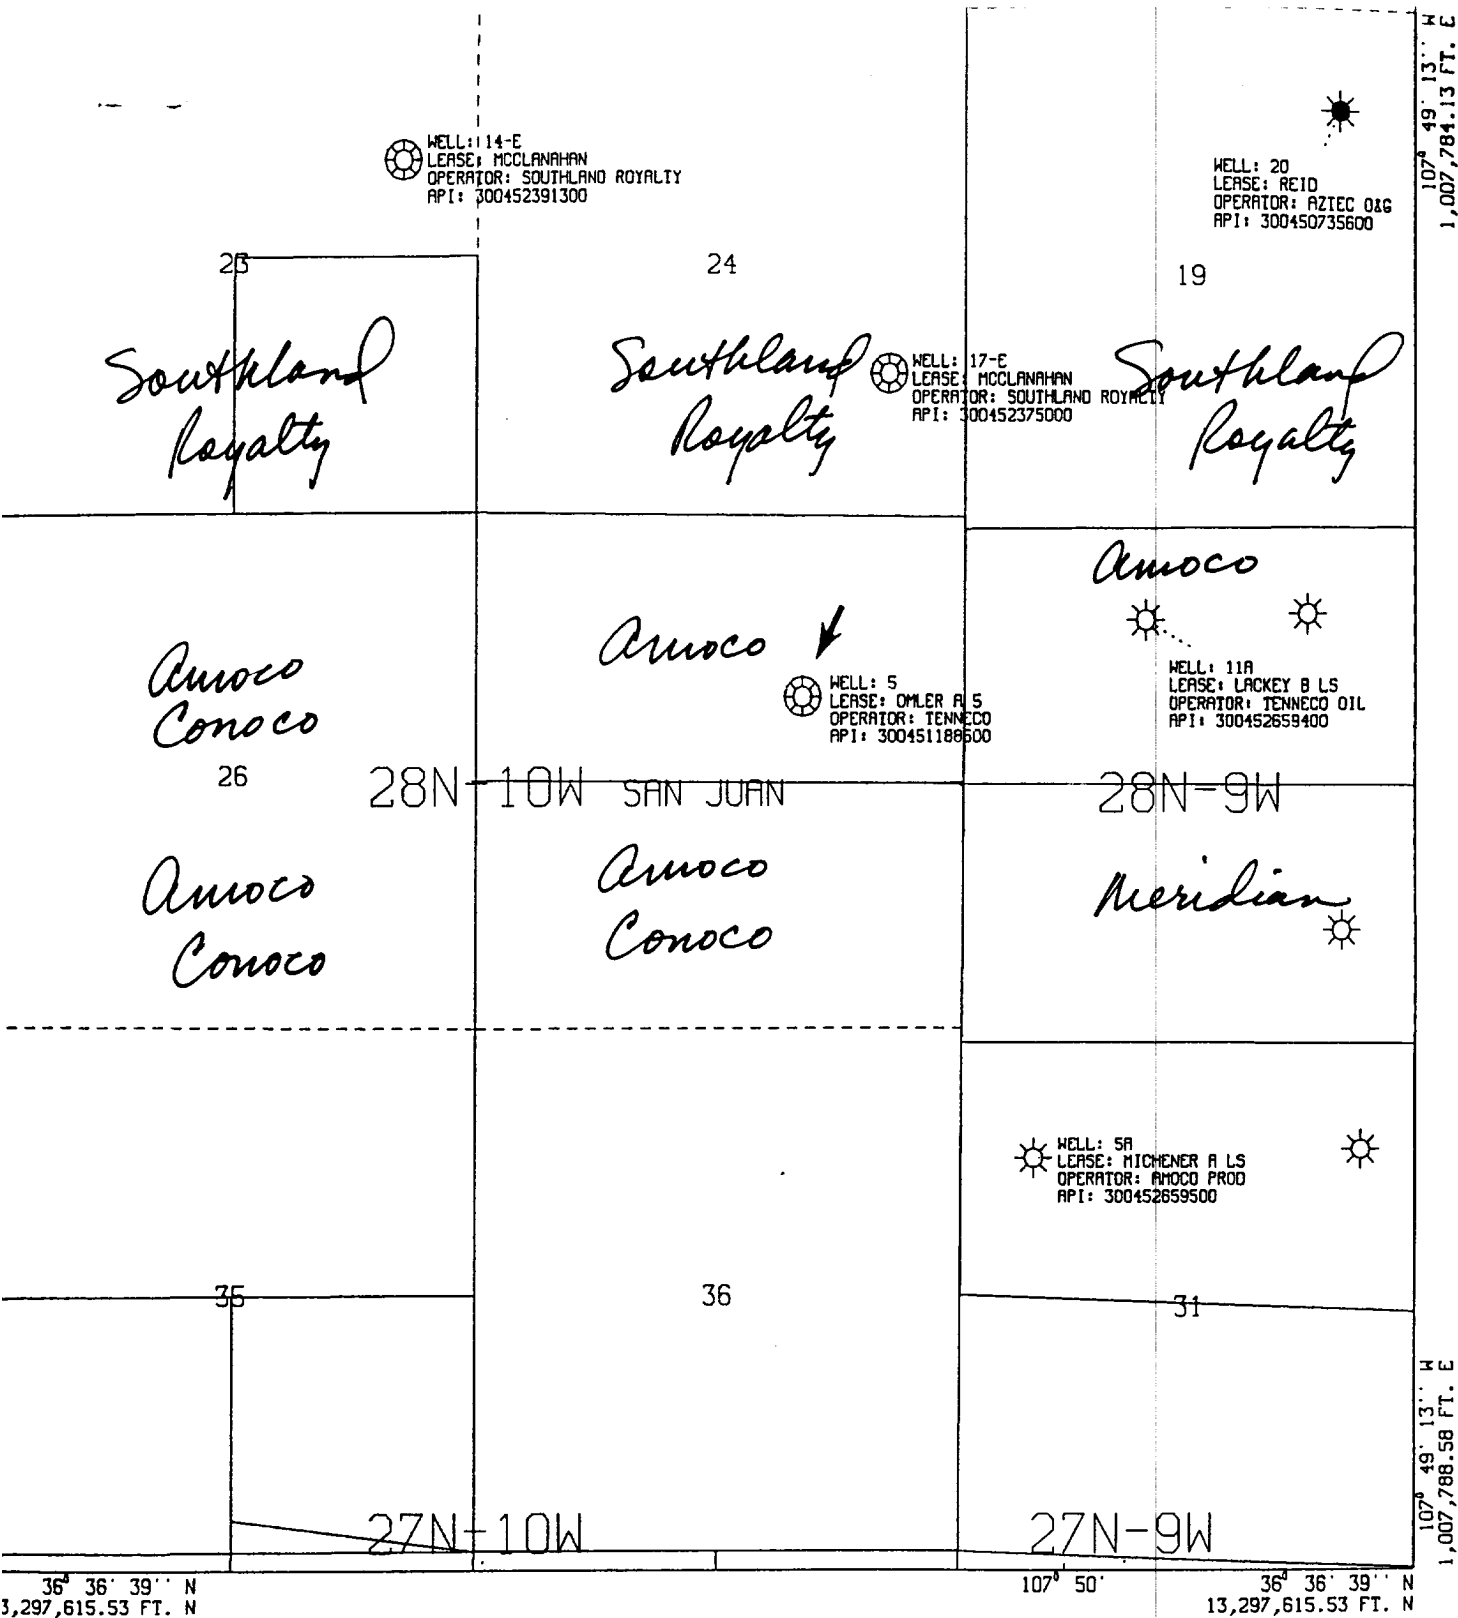 107° 49' 13'' W
1,007,784.13 FT. E
WELL: 14-E
LEASE: MCCLANAHAN
OPERATOR: SOUTHLAND ROYALTY
API: 300452391300
WELL: 20
LEASE: REID
OPERATOR: AZTEC O&G
API: 300450735600
23
24
19
Southland
Royalty
Southland
Royalty
WELL: 17-E
LEASE: MCCLANAHAN
OPERATOR: SOUTHLAND ROYALTY
API: 300452375000
Southland
Royalty
Amoco
Conoco
Amoco
WELL: 5
LEASE: OMLER A 5
OPERATOR: TENNECO
API: 300451188600
Amoco
WELL: 11A
LEASE: LACKEY B LS
OPERATOR: TENNECO OIL
API: 300452659400
26
28N-10W SAN JUAN
28N-9W
Amoco
Conoco
Amoco
Conoco
Meridian
WELL: 5A
LEASE: MICHENER A LS
OPERATOR: AMOCO PROD
API: 300452659500
35
36
31
27N-10W
27N-9W
107° 49' 13'' W
1,007,788.58 FT. E
36° 36' 39'' N
3,297,615.53 FT. N
107° 50'
36° 36' 39'' N
13,297,615.53 FT. N